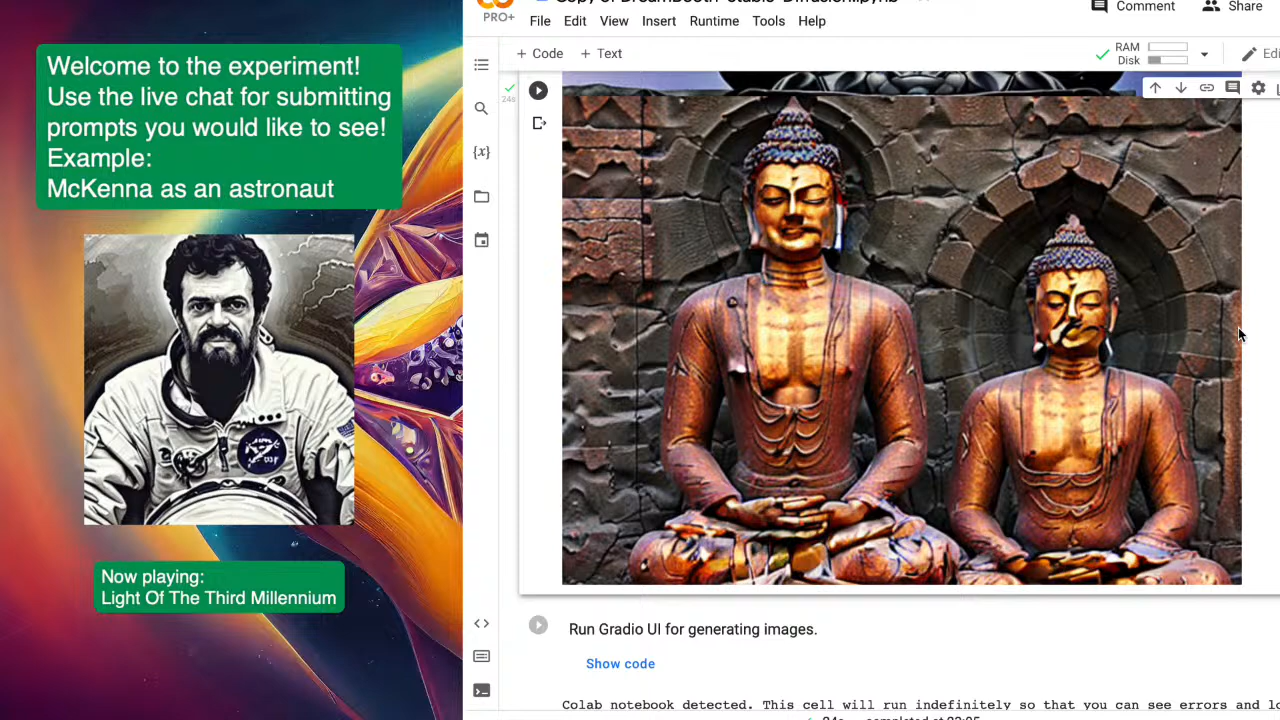 Welcome to the experiment!
Use the live chat for submitting
prompts you would like to see!
Example:
McKenna as an astronaut
Now playing:
Light Of The Third Millennium
PRO+
File Edit View Insert Runtime Tools Help
Comment Share
+ Code + Text
RAM
Disk
24s
{x}
Run Gradio UI for generating images.
Show code
Colab notebook detected. This cell will run indefinitely so that you can see errors and lo